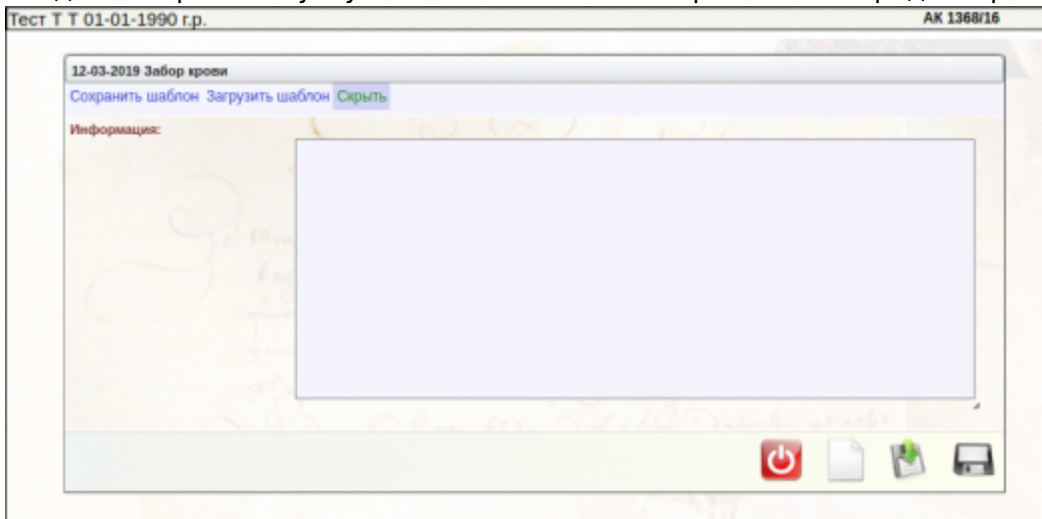 Тест Т Т 01-01-1990 г.р.
АК 1368/16
12-03-2019 Забор крови
Сохранить шаблон Загрузить шаблон Скрыть
Информация: